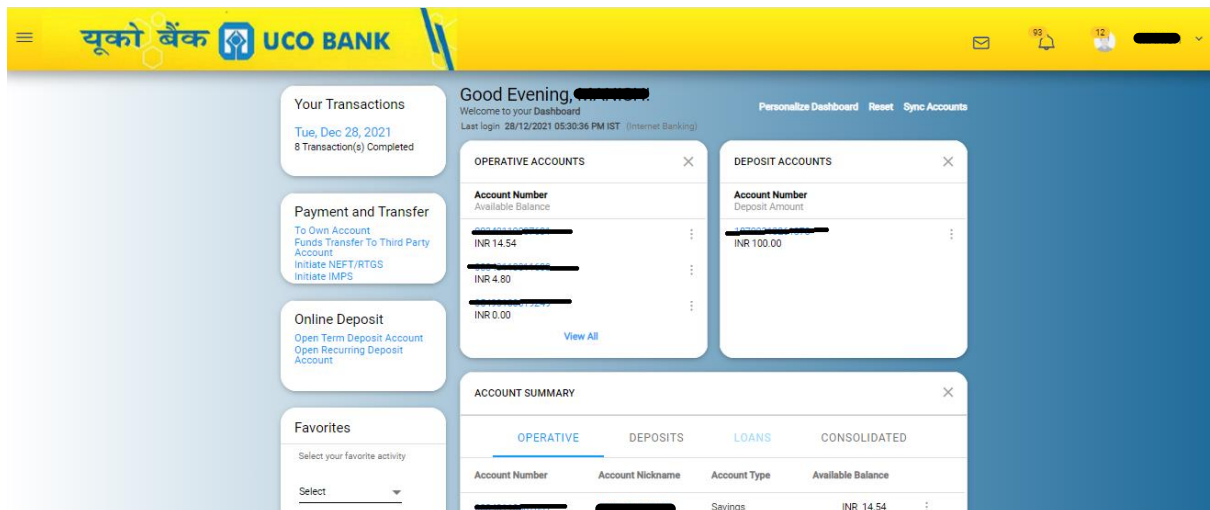 यूको बैंक UCO BANK
93
12
Your Transactions
Tue, Dec 28, 2021
8 Transaction(s) Completed
Payment and Transfer
To Own Account
Funds Transfer To Third Party
Account
Initiate NEFT/RTGS
Initiate IMPS
Online Deposit
Open Term Deposit Account
Open Recurring Deposit
Account
Favorites
Select your favorite activity
Select
Good Evening,
Welcome to your Dashboard
Last login 28/12/2021 05:30:36 PM IST (Internet Banking)
Personalize Dashboard Reset Sync Accounts
OPERATIVE ACCOUNTS
Account Number
Available Balance
INR 14.54
INR 4.80
INR 0.00
View All
DEPOSIT ACCOUNTS
Account Number
Deposit Amount
INR 100.00
ACCOUNT SUMMARY
OPERATIVE DEPOSITS LOANS CONSOLIDATED
Account Number Account Nickname Account Type Available Balance
Savings INR 14.54